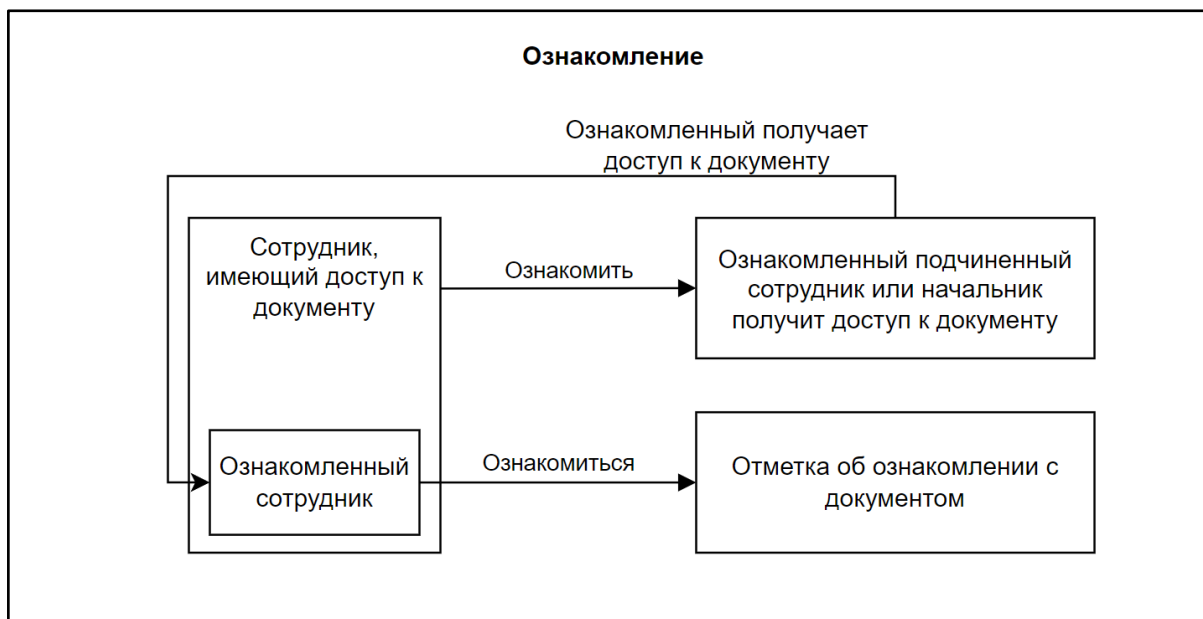 Ознакомление
Ознакомленный получает
доступ к документу
Сотрудник,
имеющий доступ к
документу
Ознакомить
Ознакомленный подчиненный
сотрудник или начальник
получит доступ к документу
Ознакомленный
сотрудник
Ознакомиться
Отметка об ознакомлении с
документом